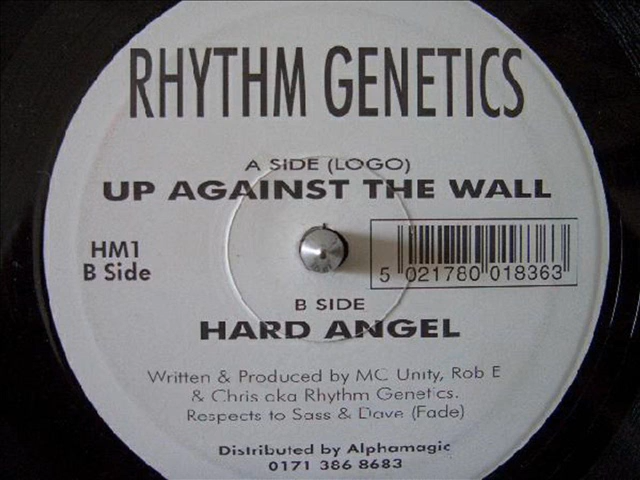 RHYTHM GENETICS
A SIDE (LOGO)
UP AGAINST THE WALL
HM1
B Side
5 021780 018363
B SIDE
HARD ANGEL
Written & Produced by MC Unity, Rob E
& Chris aka Rhythm Genetics.
Respects to Sass & Dave (Fade)
Distributed by Alphamagic
0171 386 8683